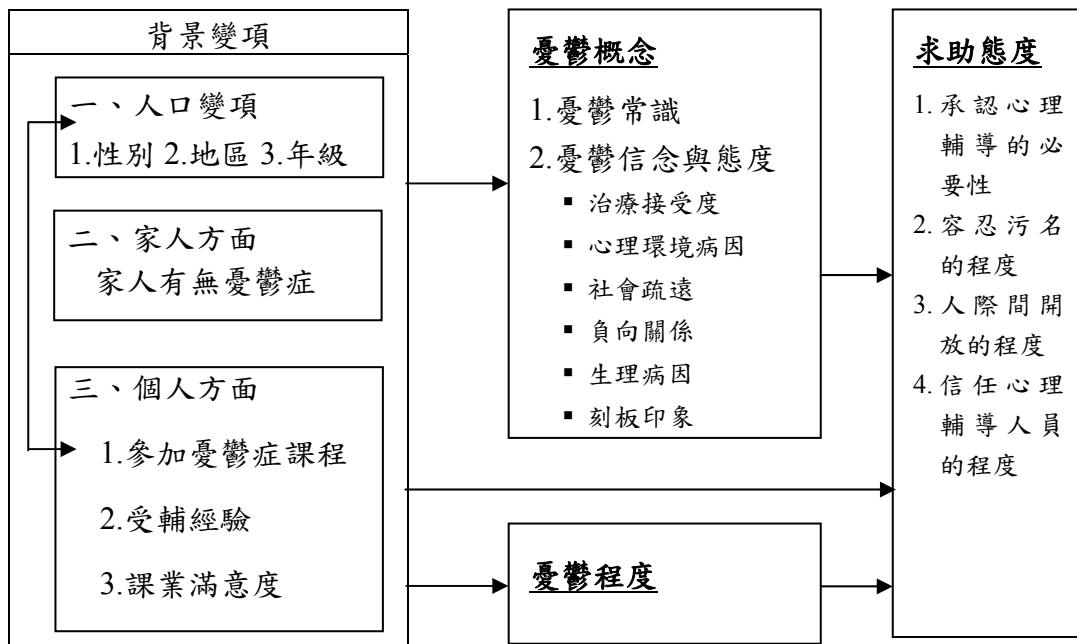 背景變項
一、人口變項
1.性別 2.地區 3.年級
二、家人方面
家人有無憂鬱症
三、個人方面
1.參加憂鬱症課程
2.受輔經驗
3.課業滿意度
憂鬱概念
1.憂鬱常識
2.憂鬱信念與態度
▪ 治療接受度
▪ 心理環境病因
▪ 社會疏遠
▪ 負向關係
▪ 生理病因
▪ 刻板印象
憂鬱程度
求助態度
1. 承認心理
輔導的必
要性
2. 容忍污名
的程度
3. 人際間開
放的程度
4. 信任心理
輔導人員
的程度